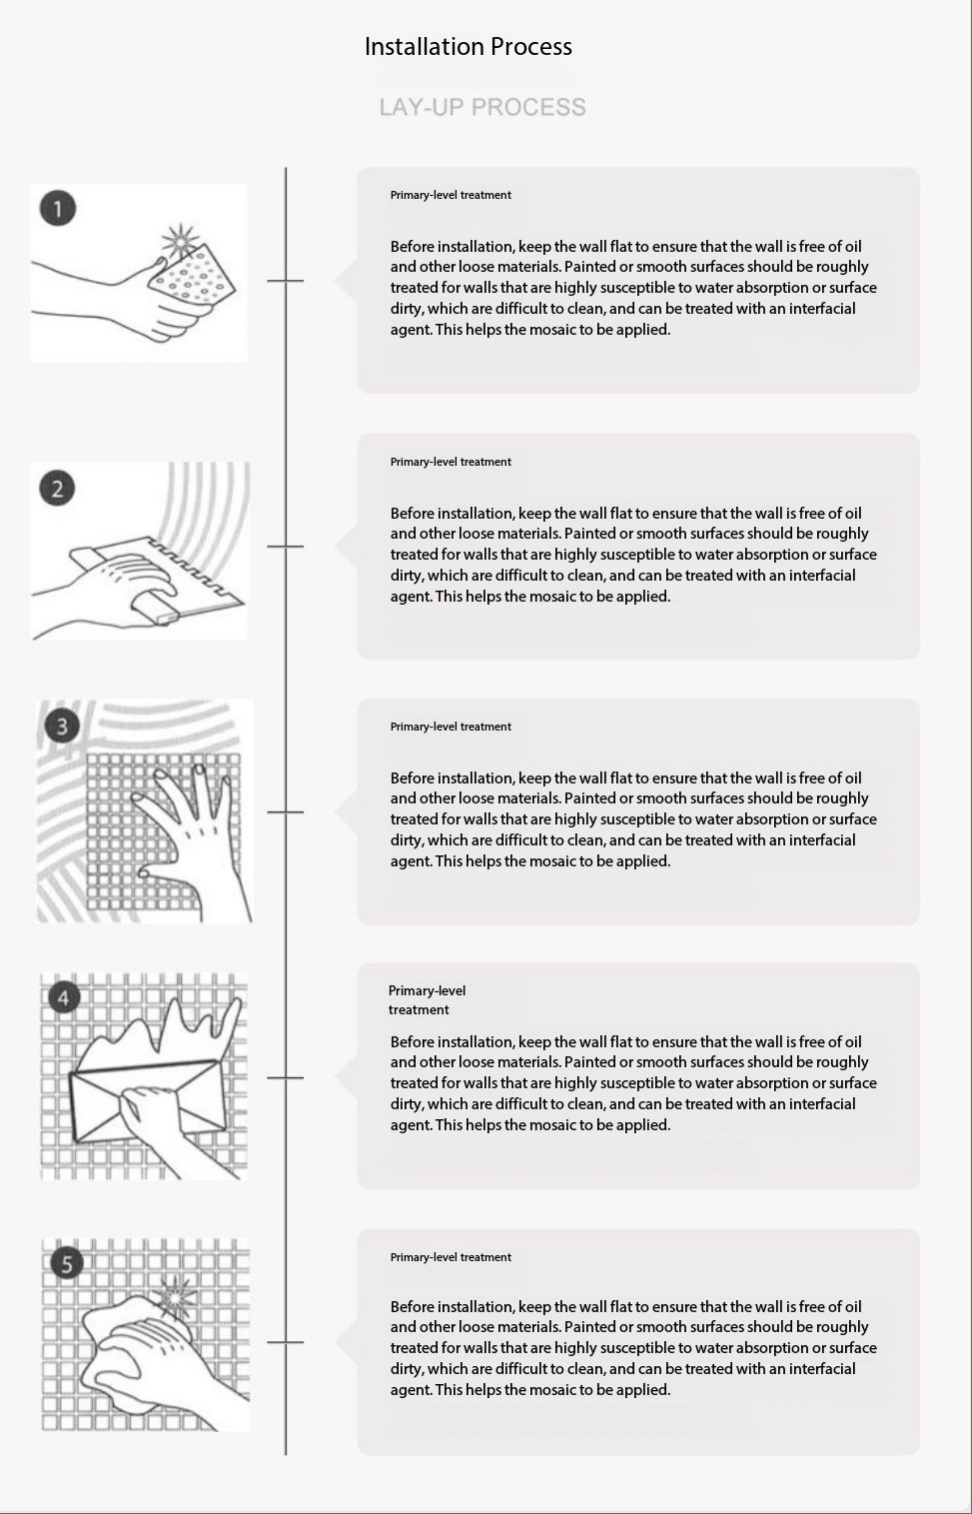 Installation Process
LAY-UP PROCESS
1
Primary-level treatment
Before installation, keep the wall flat to ensure that the wall is free of oil
and other loose materials. Painted or smooth surfaces should be roughly
treated for walls that are highly susceptible to water absorption or surface
dirty, which are difficult to clean, and can be treated with an interfacial
agent. This helps the mosaic to be applied.
2
Primary-level treatment
Before installation, keep the wall flat to ensure that the wall is free of oil
and other loose materials. Painted or smooth surfaces should be roughly
treated for walls that are highly susceptible to water absorption or surface
dirty, which are difficult to clean, and can be treated with an interfacial
agent. This helps the mosaic to be applied.
3
Primary-level treatment
Before installation, keep the wall flat to ensure that the wall is free of oil
and other loose materials. Painted or smooth surfaces should be roughly
treated for walls that are highly susceptible to water absorption or surface
dirty, which are difficult to clean, and can be treated with an interfacial
agent. This helps the mosaic to be applied.
4
Primary-level
treatment
Before installation, keep the wall flat to ensure that the wall is free of oil
and other loose materials. Painted or smooth surfaces should be roughly
treated for walls that are highly susceptible to water absorption or surface
dirty, which are difficult to clean, and can be treated with an interfacial
agent. This helps the mosaic to be applied.
5
Primary-level treatment
Before installation, keep the wall flat to ensure that the wall is free of oil
and other loose materials. Painted or smooth surfaces should be roughly
treated for walls that are highly susceptible to water absorption or surface
dirty, which are difficult to clean, and can be treated with an interfacial
agent. This helps the mosaic to be applied.